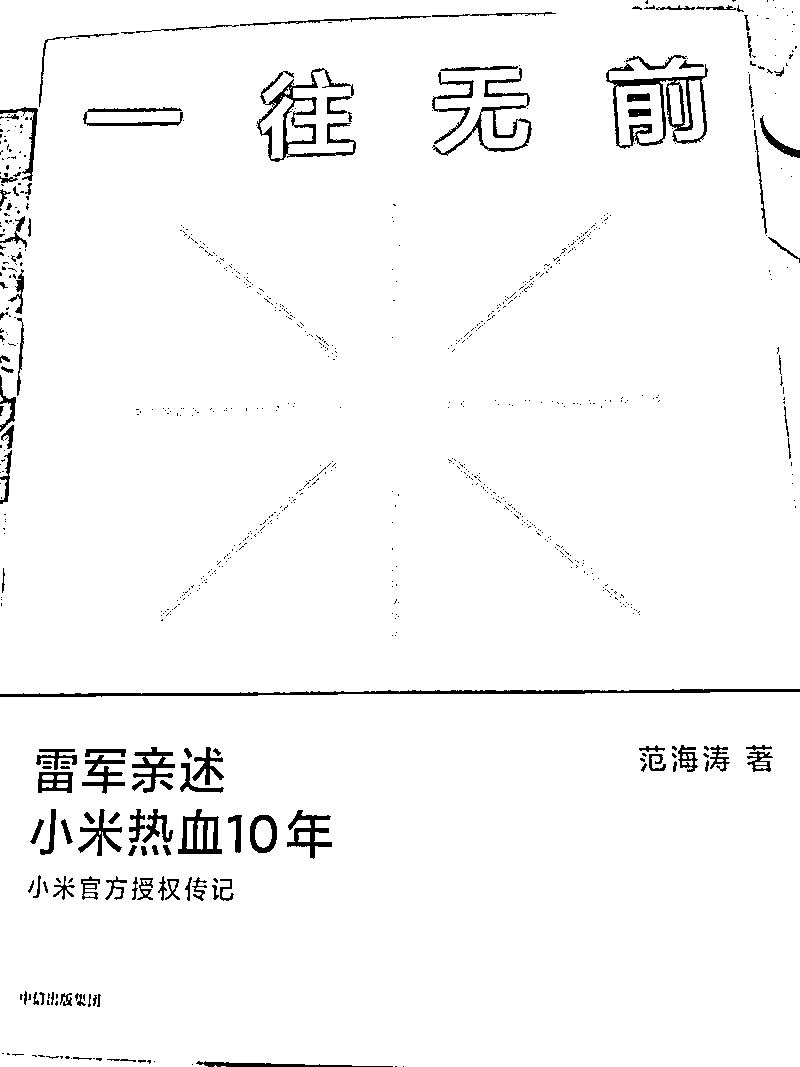 一往无前
雷军亲述
范海涛 著
小米热血10年
小米官方授权传记
中信出版集团